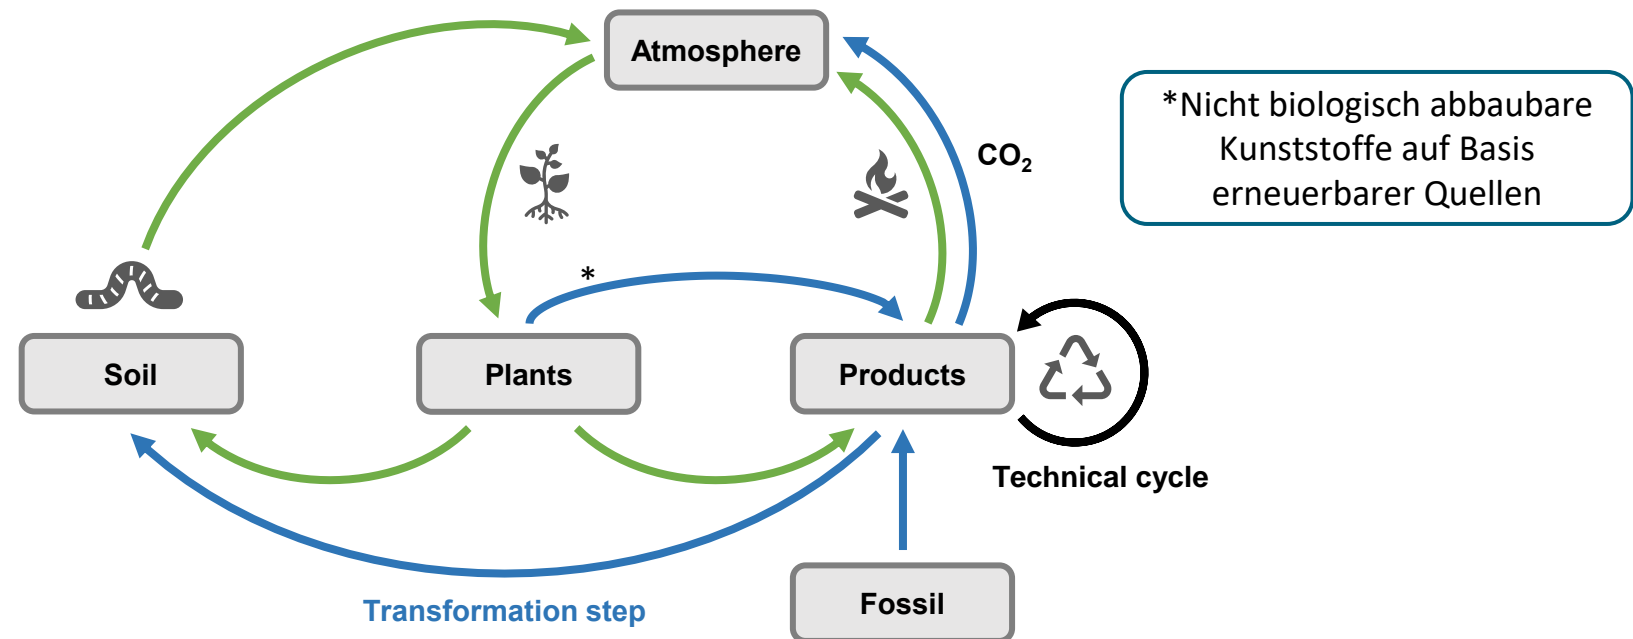 Atmosphere
*Nicht biologisch abbaubare
Kunststoffe auf Basis
erneuerbarer Quellen
CO₂
*
Soil
Plants
Products
Technical cycle
Transformation step
Fossil